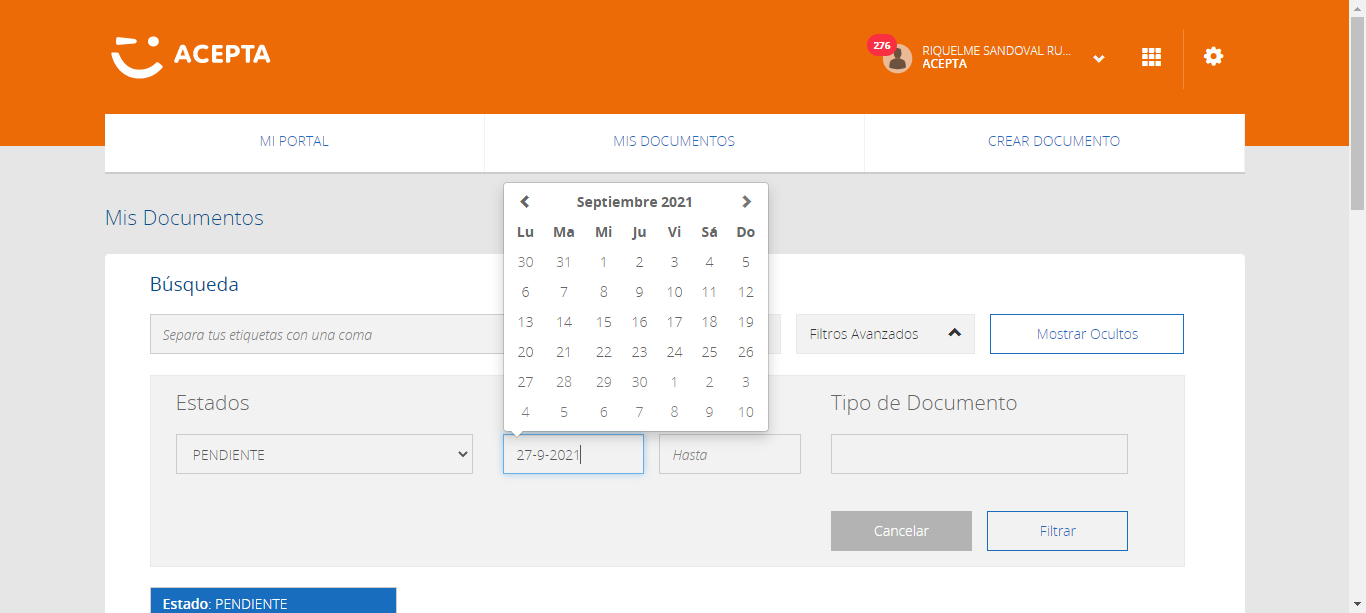 ACEPTA
276
RIQUELME SANDOVAL RU...
ACEPTA
MI PORTAL
MIS DOCUMENTOS
CREAR DOCUMENTO
Mis Documentos
Septiembre 2021
Lu Ma Mi Ju Vi Sá Do
30 31 1 2 3 4 5
6 7 8 9 10 11 12
13 14 15 16 17 18 19
20 21 22 23 24 25 26
27 28 29 30 1 2 3
4 5 6 7 8 9 10
Búsqueda
Separa tus etiquetas con una coma
Filtros Avanzados
Mostrar Ocultos
Estados
Tipo de Documento
PENDIENTE
27-9-2021
Hasta
Cancelar
Filtrar
Estado: PENDIENTE